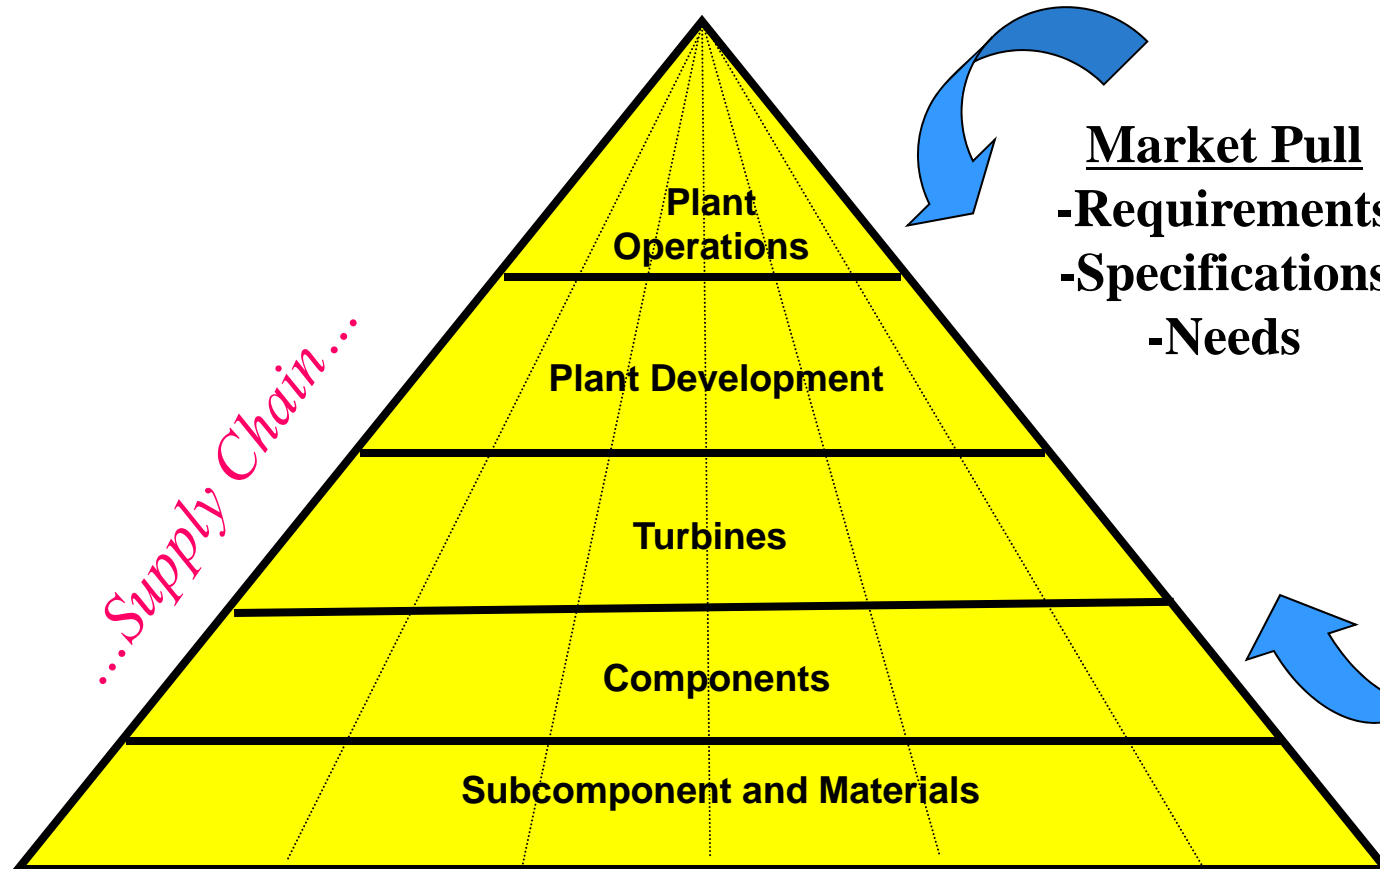 Plant
Operations
Plant Development
Turbines
Components
Subcomponent and Materials
...Supply Chain...
Market Pull
-Requirements
-Specifications
-Needs